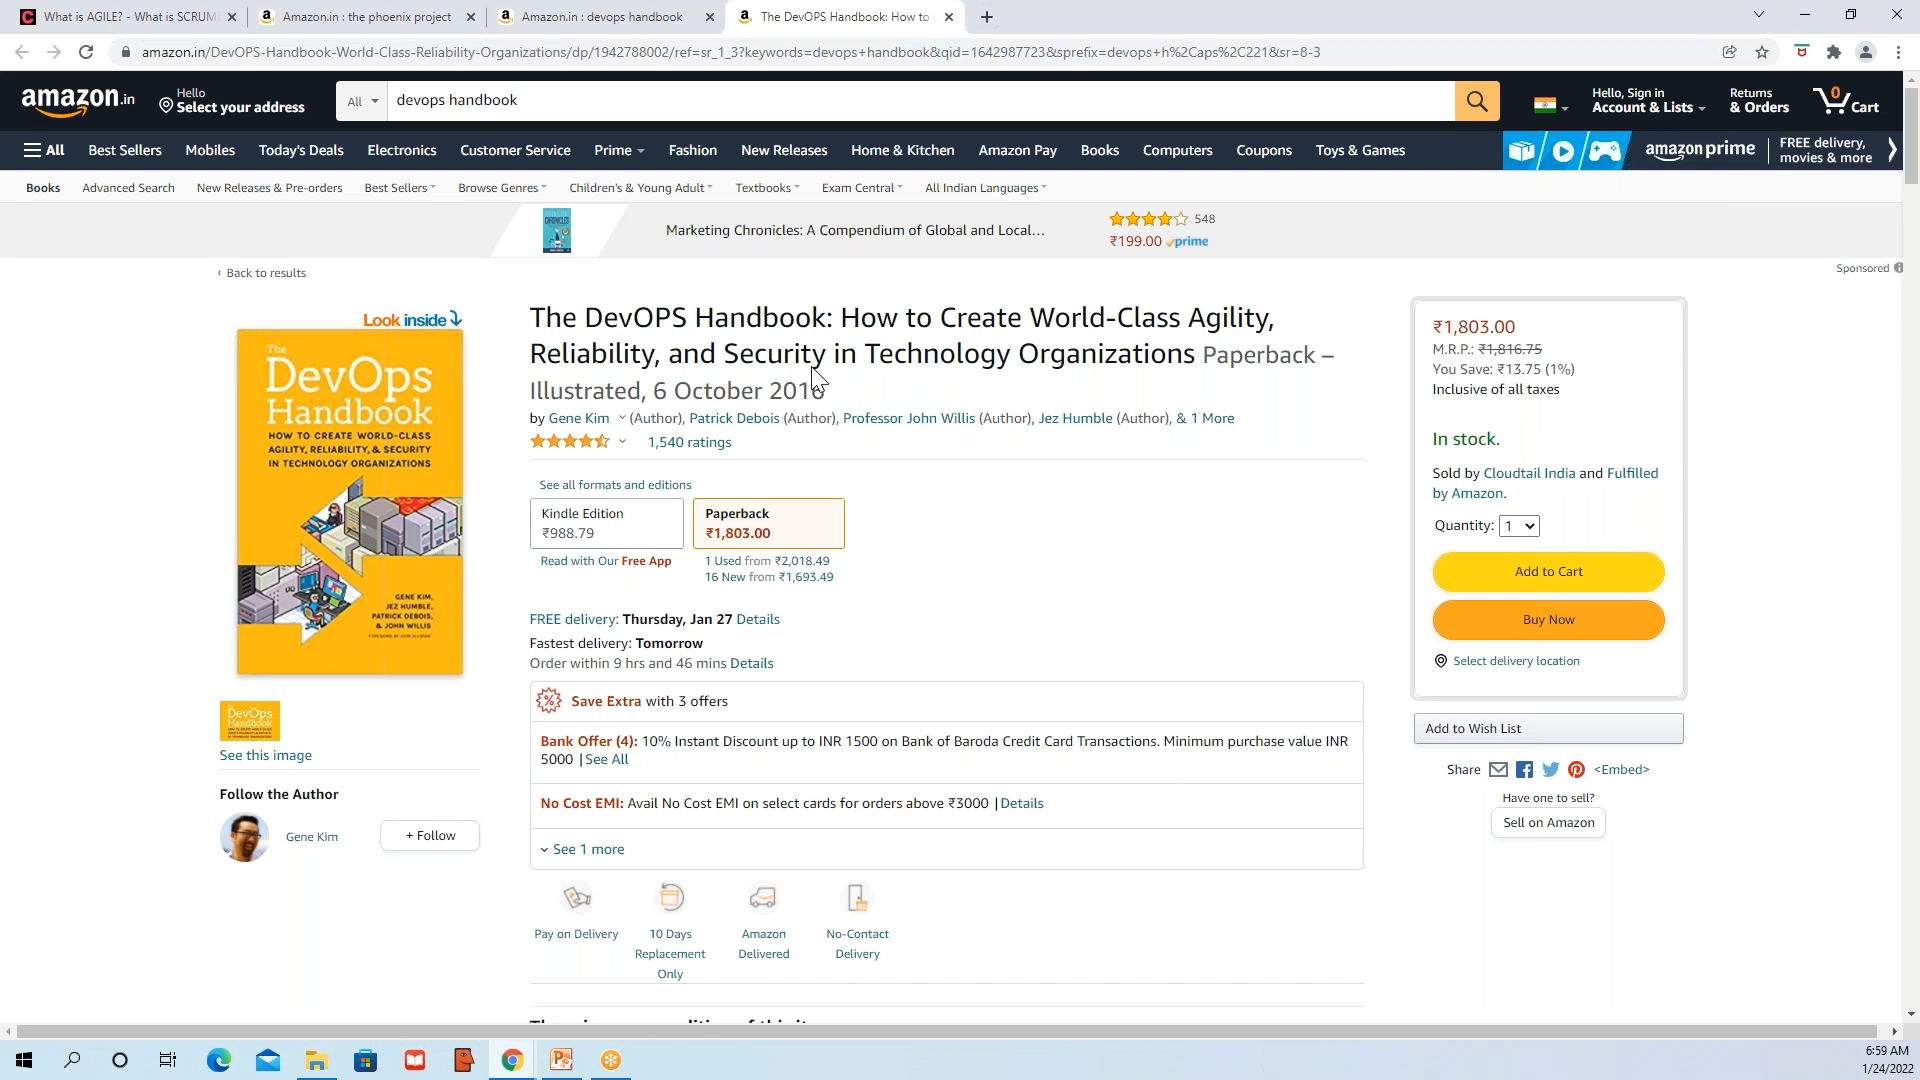 What is AGILE? - What is SCRUM
Amazon.in : the phoenix project
Amazon.in : devops handbook
The DevOPS Handbook: How to
amazon.in/DevOPS-Handbook-World-Class-Reliability-Organizations/dp/1942788002/ref=sr_1_3?keywords=devops+handbook&qid=1642987723&sprefix=devops+h%2Caps%2C221&sr=8-3
amazon.in
Hello
Select your address
All
devops handbook
Hello, Sign in
Account & Lists
Returns
& Orders
0
Cart
All
Best Sellers
Mobiles
Today's Deals
Electronics
Customer Service
Prime
Fashion
New Releases
Home & Kitchen
Amazon Pay
Books
Computers
Coupons
Toys & Games
amazon prime
FREE delivery,
movies & more
Books
Advanced Search
New Releases & Pre-orders
Best Sellers
Browse Genres
Children's & Young Adult
Textbooks
Exam Central
All Indian Languages
CHRONICLES
Marketing Chronicles: A Compendium of Global and Local...
548
₹199.00 prime
Sponsored
‹ Back to results
Look inside
The
DevOps
Handbook
HOW TO CREATE WORLD-CLASS
AGILITY, RELIABILITY, & SECURITY
IN TECHNOLOGY ORGANIZATIONS
GENE KIM,
JEZ HUMBLE,
PATRICK DEBOIS,
& JOHN WILLIS
FOREWORD BY JOHN ALLSPAW
DevOps
Handbook
See this image
Follow the Author
Gene Kim
+ Follow
The DevOPS Handbook: How to Create World-Class Agility,
Reliability, and Security in Technology Organizations Paperback –
Illustrated, 6 October 2016
by Gene Kim (Author), Patrick Debois (Author), Professor John Willis (Author), Jez Humble (Author), & 1 More
1,540 ratings
See all formats and editions
Kindle Edition
₹988.79
Read with Our Free App
Paperback
₹1,803.00
1 Used from ₹2,018.49
16 New from ₹1,693.49
FREE delivery: Thursday, Jan 27 Details
Fastest delivery: Tomorrow
Order within 9 hrs and 46 mins Details
Save Extra with 3 offers
Bank Offer (4): 10% Instant Discount up to INR 1500 on Bank of Baroda Credit Card Transactions. Minimum purchase value INR
5000 | See All
No Cost EMI: Avail No Cost EMI on select cards for orders above ₹3000 | Details
See 1 more
Pay on Delivery
10 Days
Replacement
Only
Amazon
Delivered
No-Contact
Delivery
₹1,803.00
M.R.P.: ₹1,816.75
You Save: ₹13.75 (1%)
Inclusive of all taxes
In stock.
Sold by Cloudtail India and Fulfilled
by Amazon.
Quantity: 1
Add to Cart
Buy Now
Select delivery location
Add to Wish List
Share
<Embed>
Have one to sell?
Sell on Amazon
6:59 AM
1/24/2022